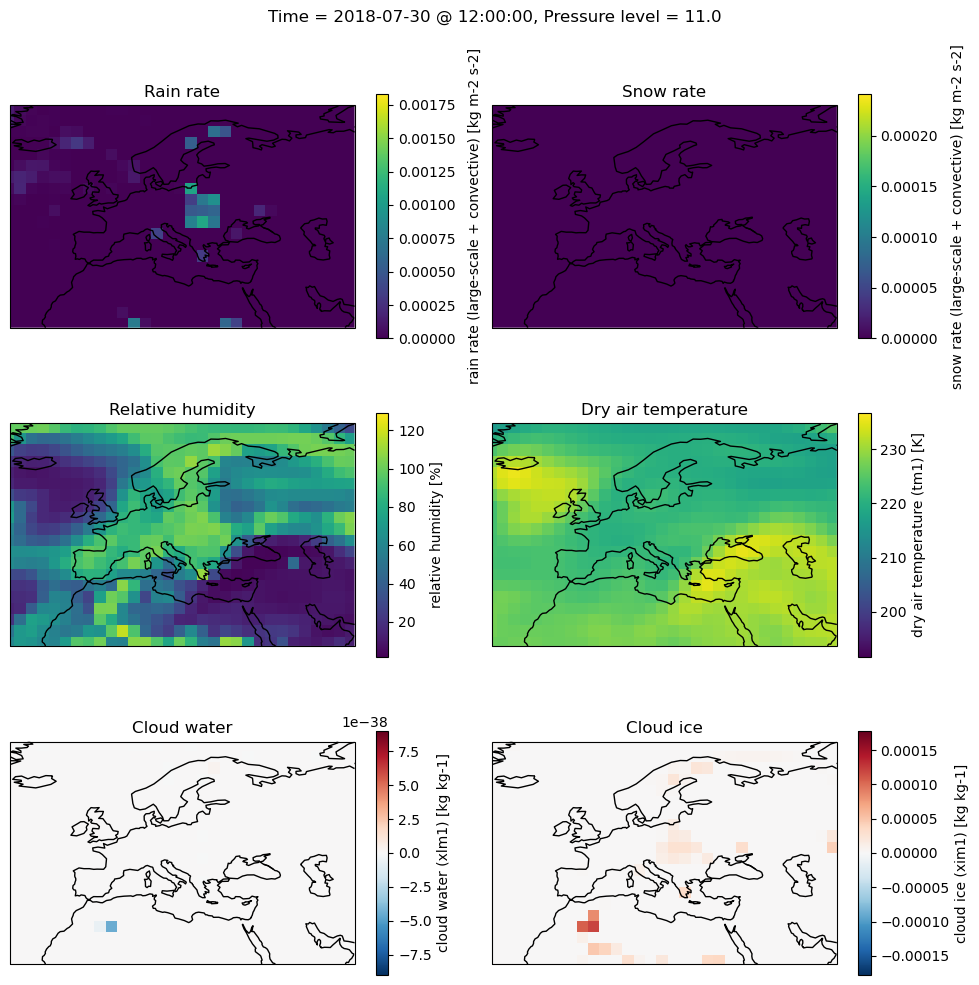 Time = 2018-07-30 @ 12:00:00, Pressure level = 11.0
Rain rate
0.00175
0.00150
0.00125
0.00100
0.00075
0.00050
0.00025
0.00000
rain rate (large-scale + convective) [kg m-2 s-2]
Snow rate
0.00020
0.00015
0.00010
0.00005
0.00000
snow rate (large-scale + convective) [kg m-2 s-2]
Relative humidity
120
100
80
60
40
20
relative humidity [%]
Dry air temperature
230
220
210
200
dry air temperature (tm1) [K]
Cloud water
1e−38
7.5
5.0
2.5
0.0
−2.5
−5.0
−7.5
cloud water (xlm1) [kg kg-1]
Cloud ice
0.00015
0.00010
0.00005
0.00000
−0.00005
−0.00010
−0.00015
cloud ice (xim1) [kg kg-1]